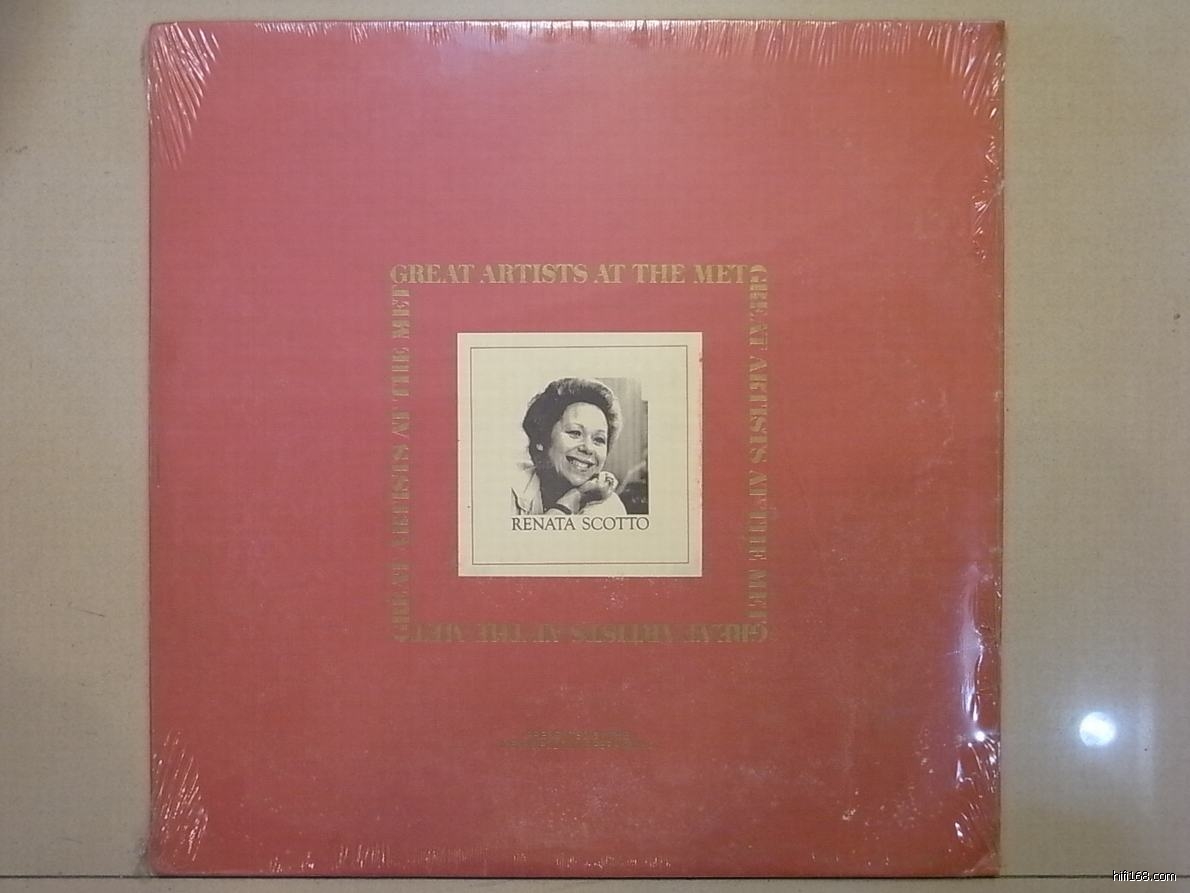 GREAT ARTISTS AT THE MET
GREAT ARTISTS AT THE MET
GREAT ARTISTS AT THE MET
RENATA SCOTTO
GREAT ARTISTS AT THE MET
hifi168.com